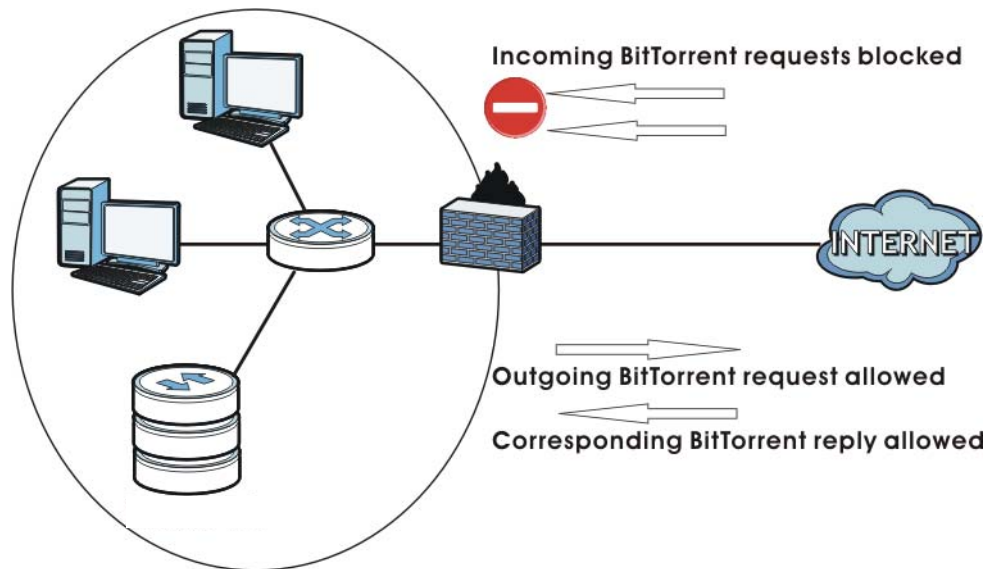 Incoming BitTorrent requests blocked
INTERNET
Outgoing BitTorrent request allowed
Corresponding BitTorrent reply allowed